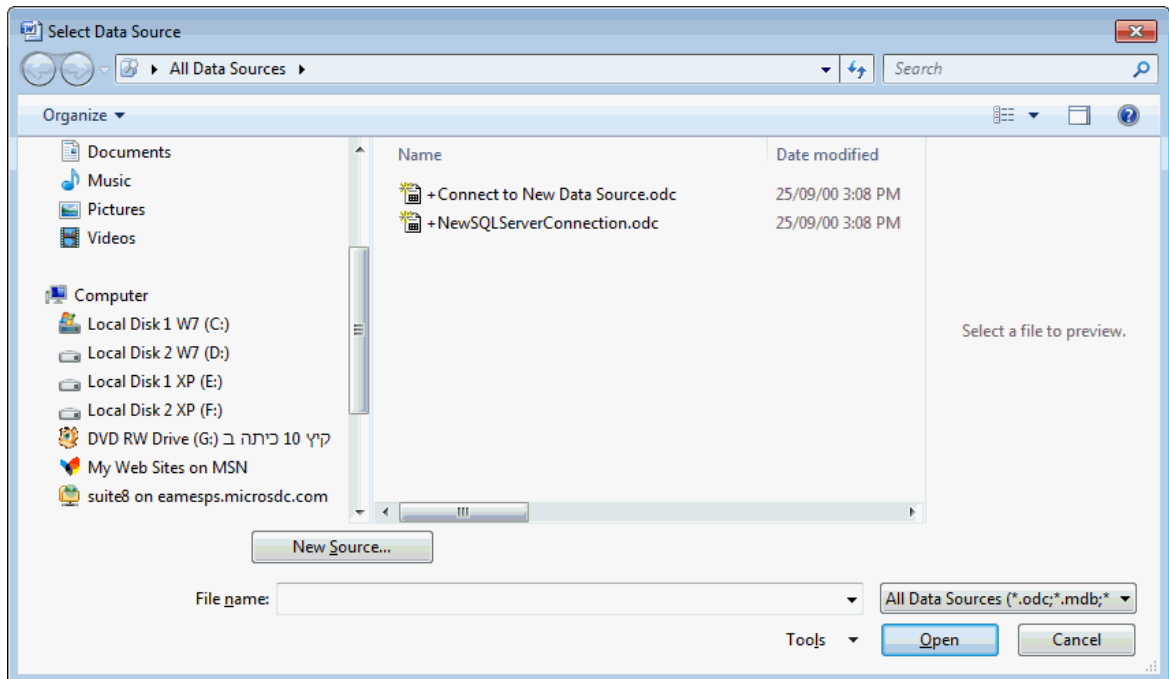 Select Data Source
All Data Sources
Search
Organize
Documents
Music
Pictures
Videos
Computer
Local Disk 1 W7 (C:)
Local Disk 2 W7 (D:)
Local Disk 1 XP (E:)
Local Disk 2 XP (F:)
DVD RW Drive (G:) קיץ 10 כיתה ב
My Web Sites on MSN
suite8 on eamesps.microsdc.com
Name Date modified
+Connect to New Data Source.odc 25/09/00 3:08 PM
+NewSQLServerConnection.odc 25/09/00 3:08 PM
Select a file to preview.
New Source...
File name:
All Data Sources (*.odc;*.mdb;*
Tools
Open
Cancel